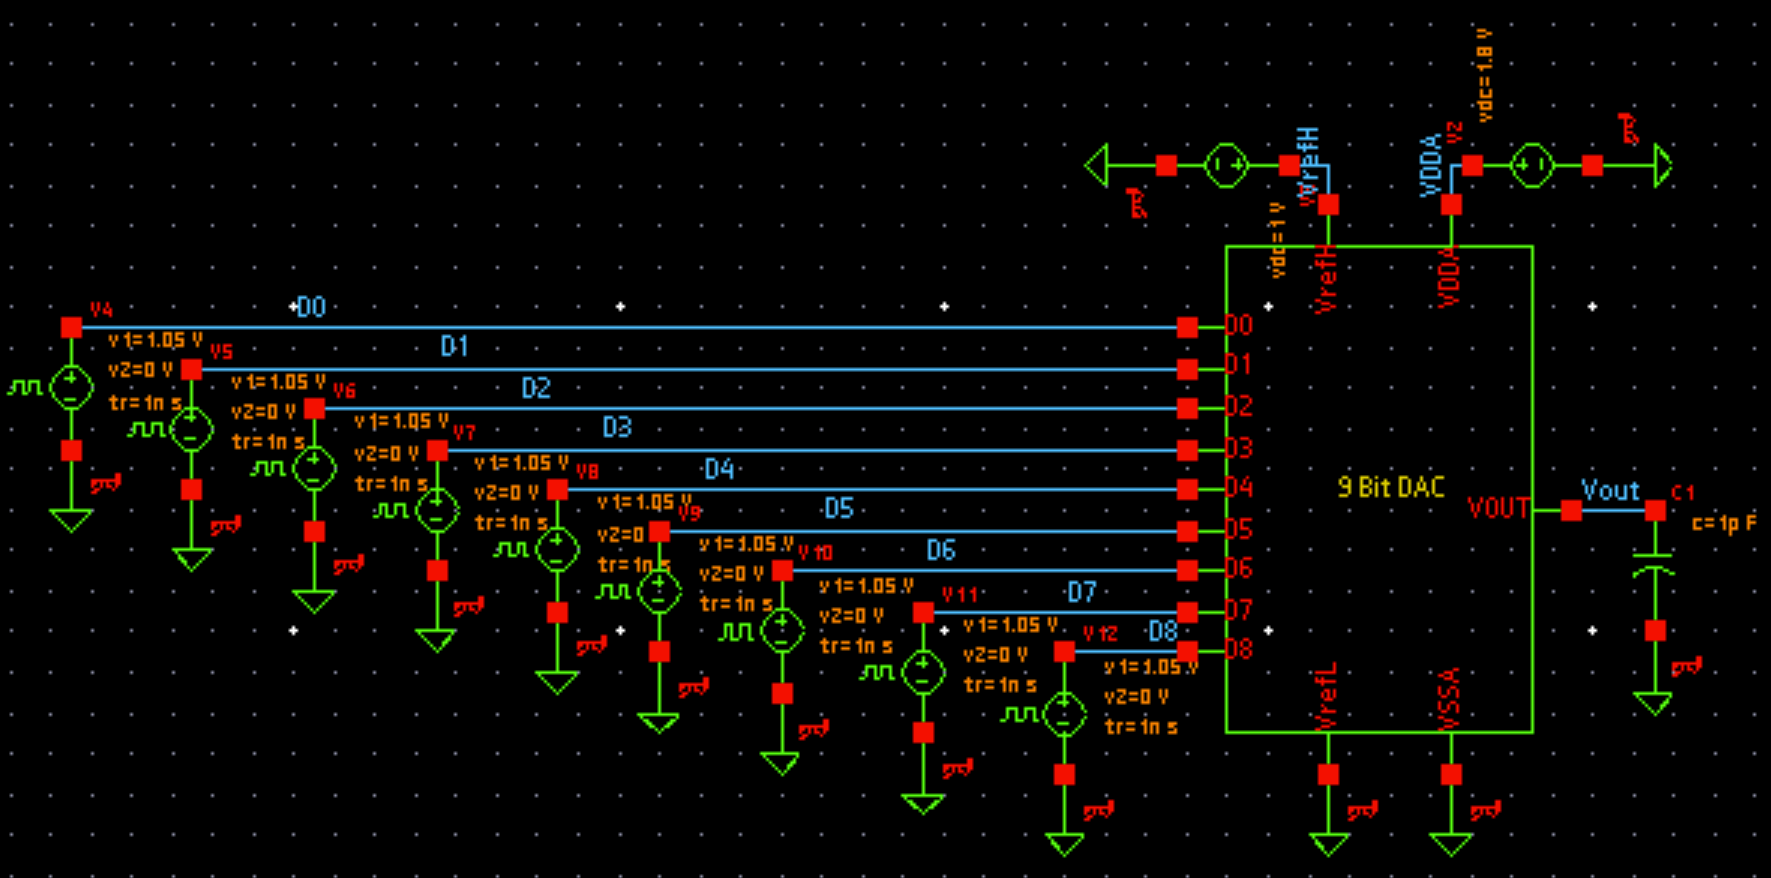 vdc=1.8 V
V2
VDDA
gnd
VrefH
gnd
vdc=1 V
VrefH
VDDA
V4
D0
v1=1.05 V
v2=0 V
tr=1n s
D0
V5
D1
v1=1.05 V
v2=0 V
tr=1n s
D1
V6
D2
v1=1.05 V
v2=0 V
tr=1n s
D2
V7
D3
v1=1.05 V
v2=0 V
tr=1n s
D3
V8
D4
v1=1.05 V
v2=0
tr=1n s
D4
V9
D5
v1=1.05 V
v2=0 V
tr=1n s
D5
V10
D6
v1=1.05 V
v2=0 V
tr=1n s
D6
V11
D7
v1=1.05 V
v2=0 V
tr=1n s
D7
V12
D8
v1=1.05 V
v2=0 V
tr=1n s
D8
9 Bit DAC
VOUT
Vout
C1
c=1p F
VrefL
VSSA
gnd
gnd
gnd
gnd
gnd
gnd
gnd
gnd
gnd
gnd
gnd
gnd